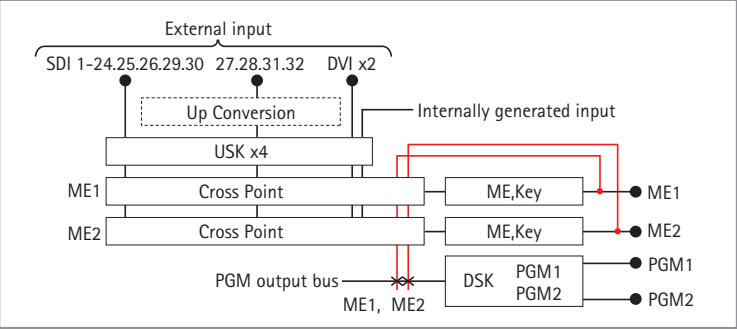 External input
SDI 1-24.25.26.29.30 27.28.31.32 DVI x2
Up Conversion
Internally generated input
USK x4
ME1 Cross Point ME,Key ME1
ME2 Cross Point ME,Key ME2
PGM output bus DSK PGM1 PGM1
PGM2 PGM2
ME1, ME2